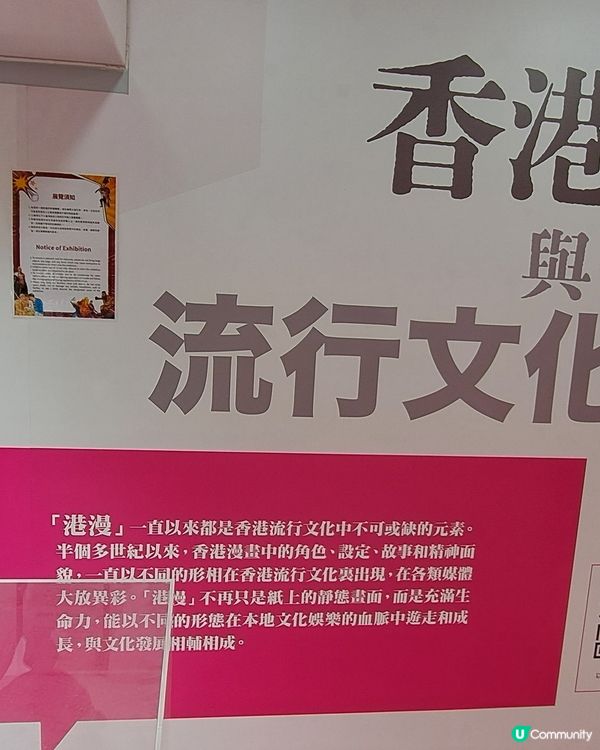 香港
與
流行文化
展覽須知
Notice of Exhibition
「港漫」一直以來都是香港流行文化中不可或缺的元素。
半個多世紀以來，香港漫畫中的角色、設定、故事和精神面
貌，一直以不同的形相在香港流行文化裏出現，在各類媒體
大放異彩。「港漫」不再只是紙上的靜態畫面，而是充滿生
命力，能以不同的形態在本地文化娛樂的血脈中遊走和成
長，與文化發展相輔相成。
U Community